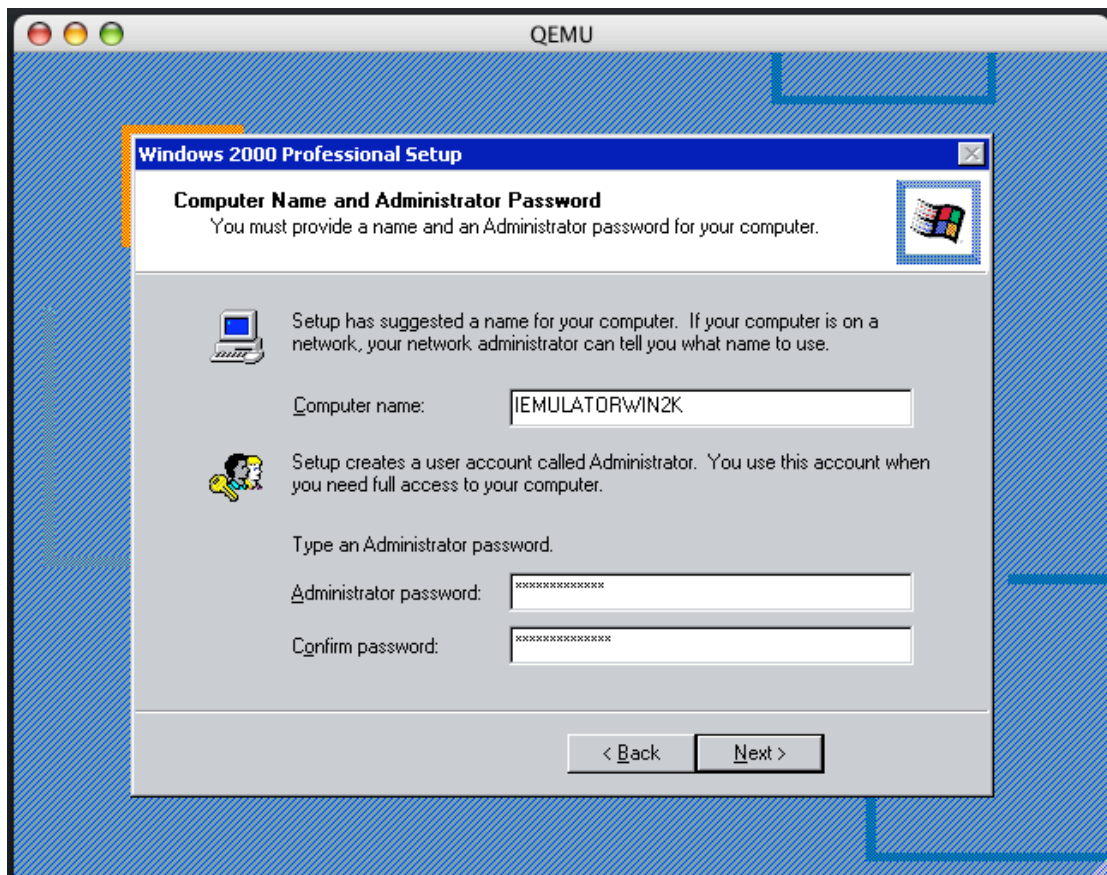 QEMU
Windows 2000 Professional Setup
Computer Name and Administrator Password
You must provide a name and an Administrator password for your computer.
Setup has suggested a name for your computer. If your computer is on a
network, your network administrator can tell you what name to use.
Computer name:
IEMULATORWIN2K
Setup creates a user account called Administrator. You use this account when
you need full access to your computer.
Type an Administrator password.
Administrator password:
*************
Confirm password:
**************
< Back
Next >